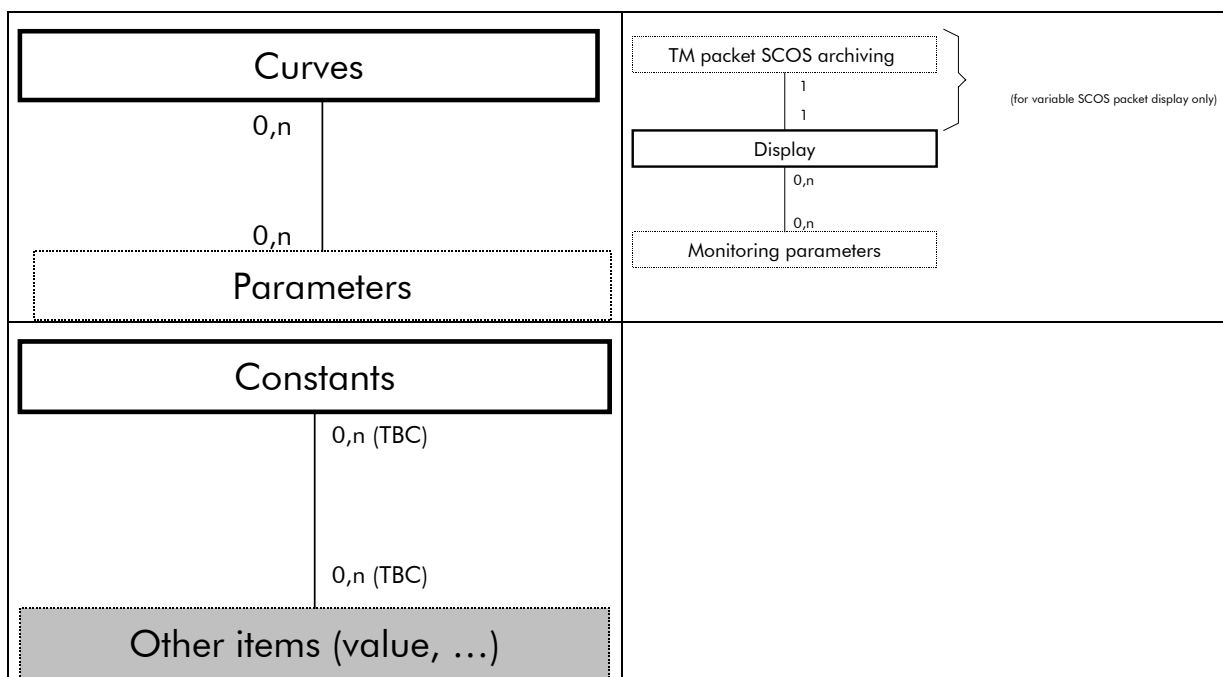 Curves
0,n
0,n
Parameters
TM packet SCOS archiving
1
1
(for variable SCOS packet display only)
Display
0,n
0,n
Monitoring parameters
Constants
0,n (TBC)
0,n (TBC)
Other items (value, …)